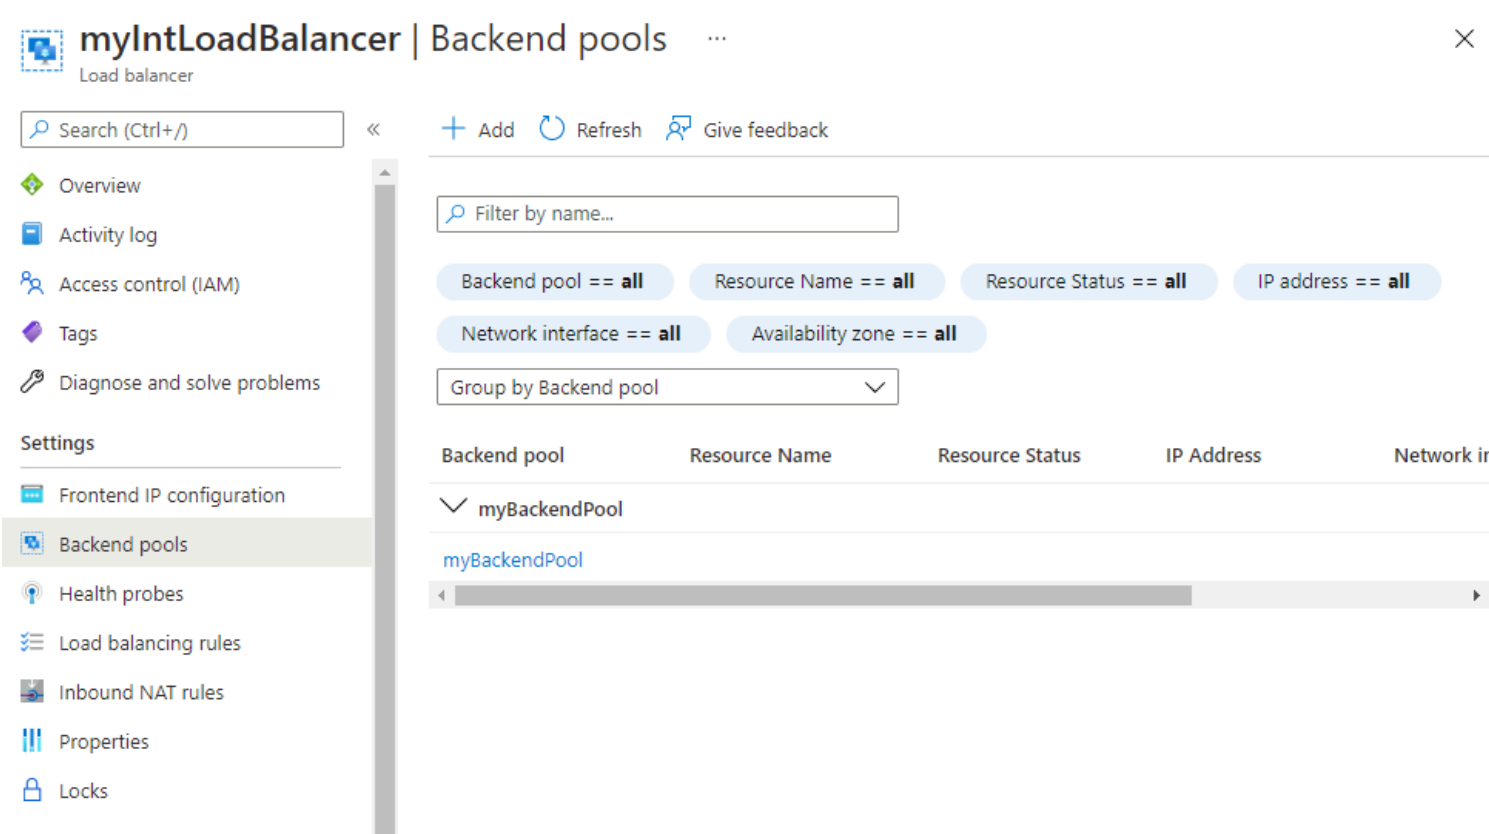 myIntLoadBalancer | Backend pools ...
Load balancer
Search (Ctrl+/)
«
Overview
Activity log
Access control (IAM)
Tags
Diagnose and solve problems
Settings
Frontend IP configuration
Backend pools
Health probes
Load balancing rules
Inbound NAT rules
Properties
Locks
Add Refresh Give feedback
Filter by name...
Backend pool == all Resource Name == all Resource Status == all IP address == all
Network interface == all Availability zone == all
Group by Backend pool
Backend pool Resource Name Resource Status IP Address Network in
myBackendPool
myBackendPool